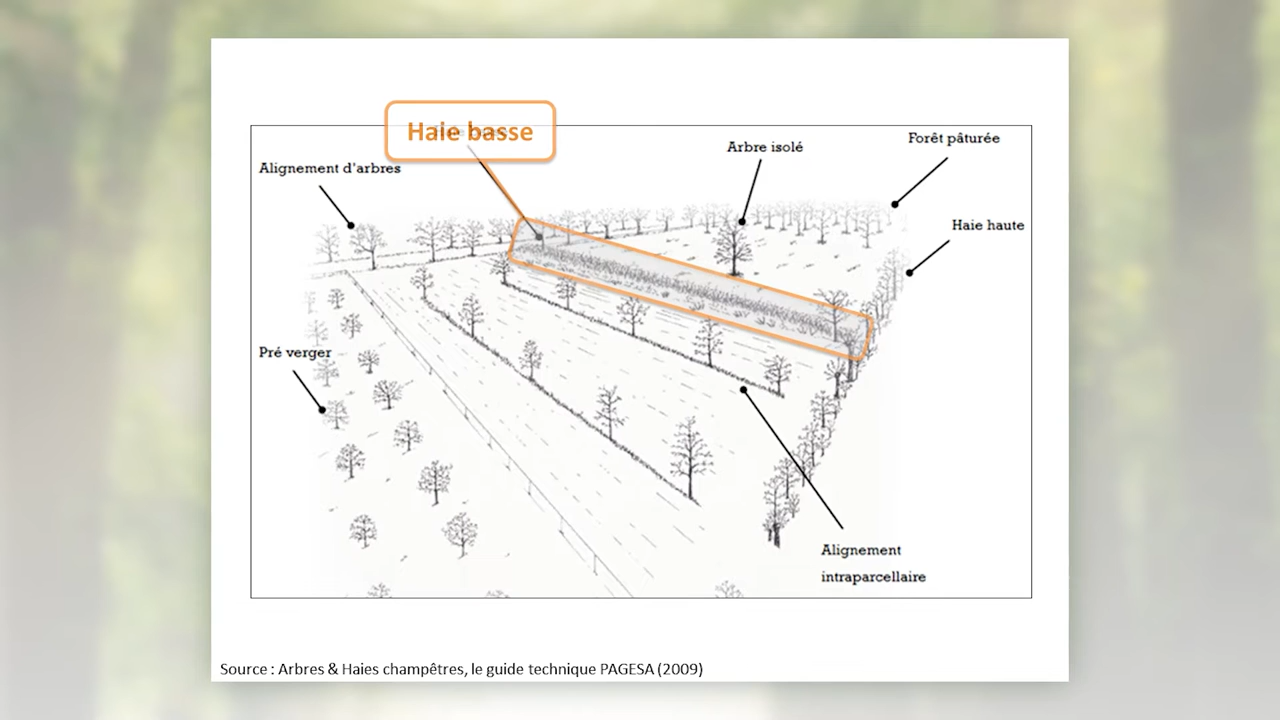 Haie basse
Arbre isolé
Forêt pâturée
Alignement d'arbres
Haie haute
Pré verger
Alignement
intraparcellaire
Source : Arbres & Haies champêtres, le guide technique PAGESA (2009)